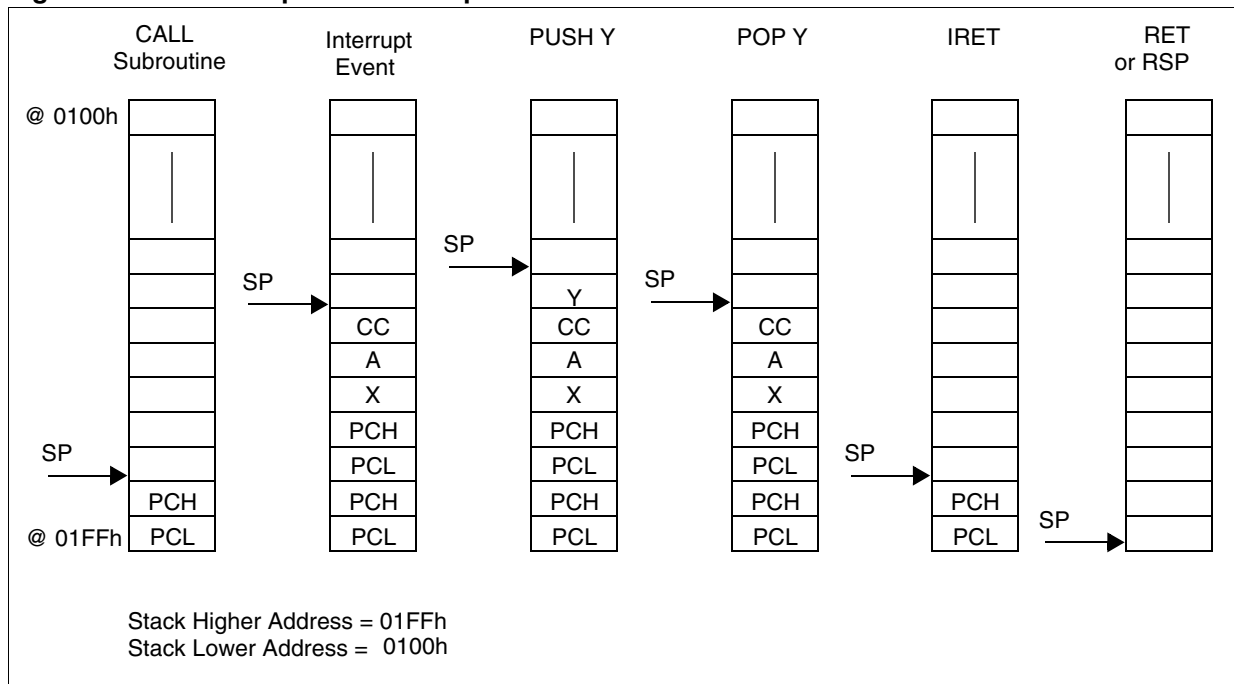 CALL
Subroutine
Interrupt
Event
PUSH Y
POP Y
IRET
RET
or RSP
@ 0100h
SP
PCH
@ 01FFh
PCL
SP
CC
A
X
PCH
PCL
PCH
PCL
SP
Y
CC
A
X
PCH
PCL
PCH
PCL
SP
CC
A
X
PCH
PCL
PCH
PCL
SP
PCH
PCL
SP
Stack Higher Address = 01FFh
Stack Lower Address = 0100h